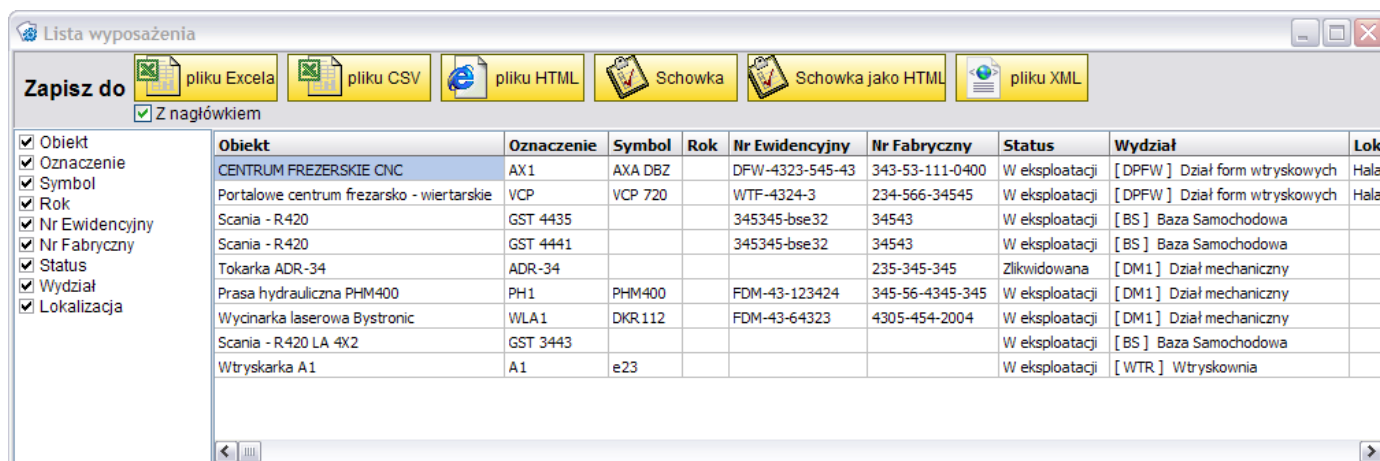 Lista wyposażenia
Zapisz do pliku Excela pliku CSV pliku HTML Schowka Schowka jako HTML pliku XML
Z nagłówkiem
Obiekt
Oznaczenie
Symbol
Rok
Nr Ewidencyjny
Nr Fabryczny
Status
Wydział
Lokalizacja
Obiekt Oznaczenie Symbol Rok Nr Ewidencyjny Nr Fabryczny Status Wydział Lok
CENTRUM FREZERSKIE CNC AX1 AXA DBZ DFW-4323-545-43 343-53-111-0400 W eksploatacji [ DPFW ] Dział form wtryskowych Hala
Portalowe centrum frezarsko - wiertarskie VCP VCP 720 WTF-4324-3 234-566-34545 W eksploatacji [ DPFW ] Dział form wtryskowych Hala
Scania - R420 GST 4435 345345-bse32 34543 W eksploatacji [ BS ] Baza Samochodowa
Scania - R420 GST 4441 345345-bse32 34543 W eksploatacji [ BS ] Baza Samochodowa
Tokarka ADR-34 ADR-34 235-345-345 Zlikwidowana [ DM1 ] Dział mechaniczny
Prasa hydrauliczna PHM400 PH1 PHM400 FDM-43-123424 345-56-4345-345 W eksploatacji [ DM1 ] Dział mechaniczny
Wycinarka laserowa Bystronic WLA1 DKR112 FDM-43-64323 4305-454-2004 W eksploatacji [ DM1 ] Dział mechaniczny
Scania - R420 LA 4X2 GST 3443 W eksploatacji [ BS ] Baza Samochodowa
Wtryskarka A1 A1 e23 W eksploatacji [ WTR ] Wtryskownia